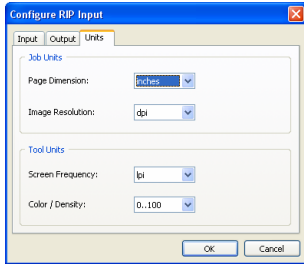 Configure RIP Input
Input Output Units
Job Units
Page Dimension: inches
Image Resolution: dpi
Tool Units
Screen Frequency: lpi
Color / Density: 0..100
OK Cancel